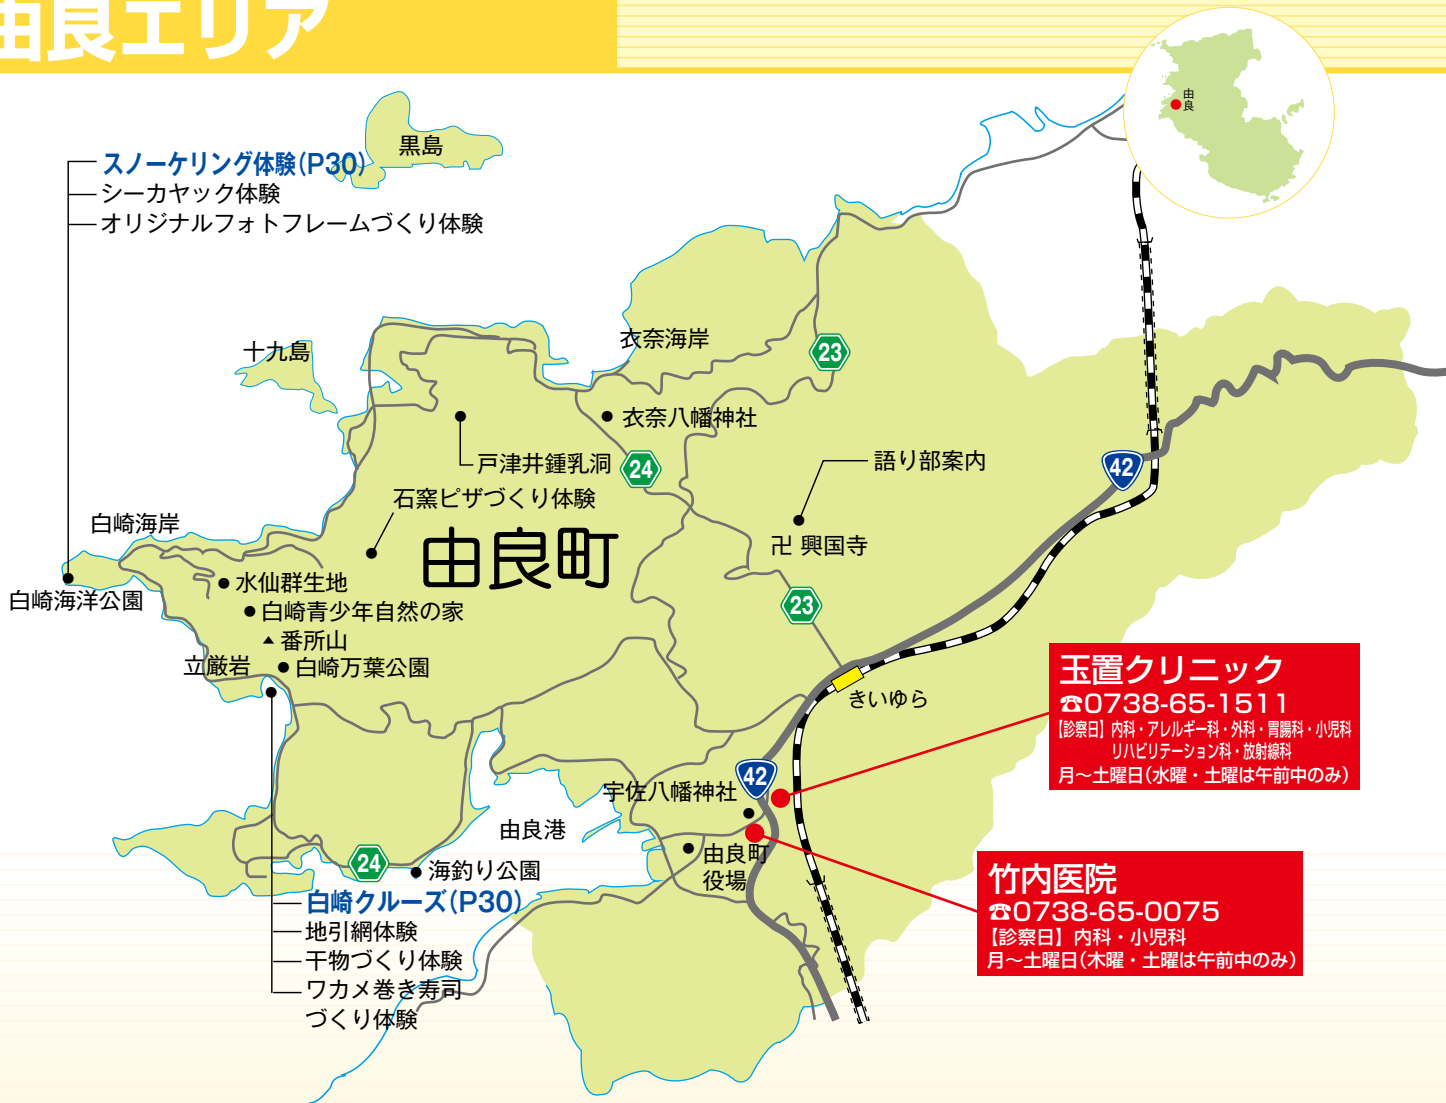 由良エリア
由良
黒島
スノーケリング体験(P30)
シーカヤック体験
オリジナルフォトフレームづくり体験
十九島
衣奈海岸
23
衣奈八幡神社
戸津井鍾乳洞
24
語り部案内
42
石窯ピザづくり体験
白崎海岸
由良町
卍 興国寺
白崎海洋公園
水仙群生地
白崎青少年自然の家
23
番所山
立厳岩
白崎万葉公園
きいゆら
玉置クリニック
☎0738-65-1511
【診察日】内科・アレルギー科・外科・胃腸科・小児科
リハビリテーション科・放射線科
月〜土曜日(水曜・土曜は午前中のみ)
42
宇佐八幡神社
由良港
由良町
役場
24
海釣り公園
竹内医院
☎0738-65-0075
【診察日】内科・小児科
月〜土曜日(木曜・土曜は午前中のみ)
白崎クルーズ(P30)
地引網体験
干物づくり体験
ワカメ巻き寿司
づくり体験